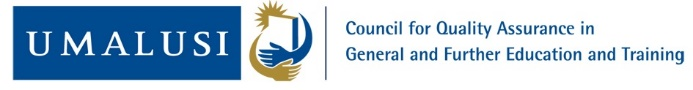 UMALUSI
Council for Quality Assurance in
General and Further Education and Training